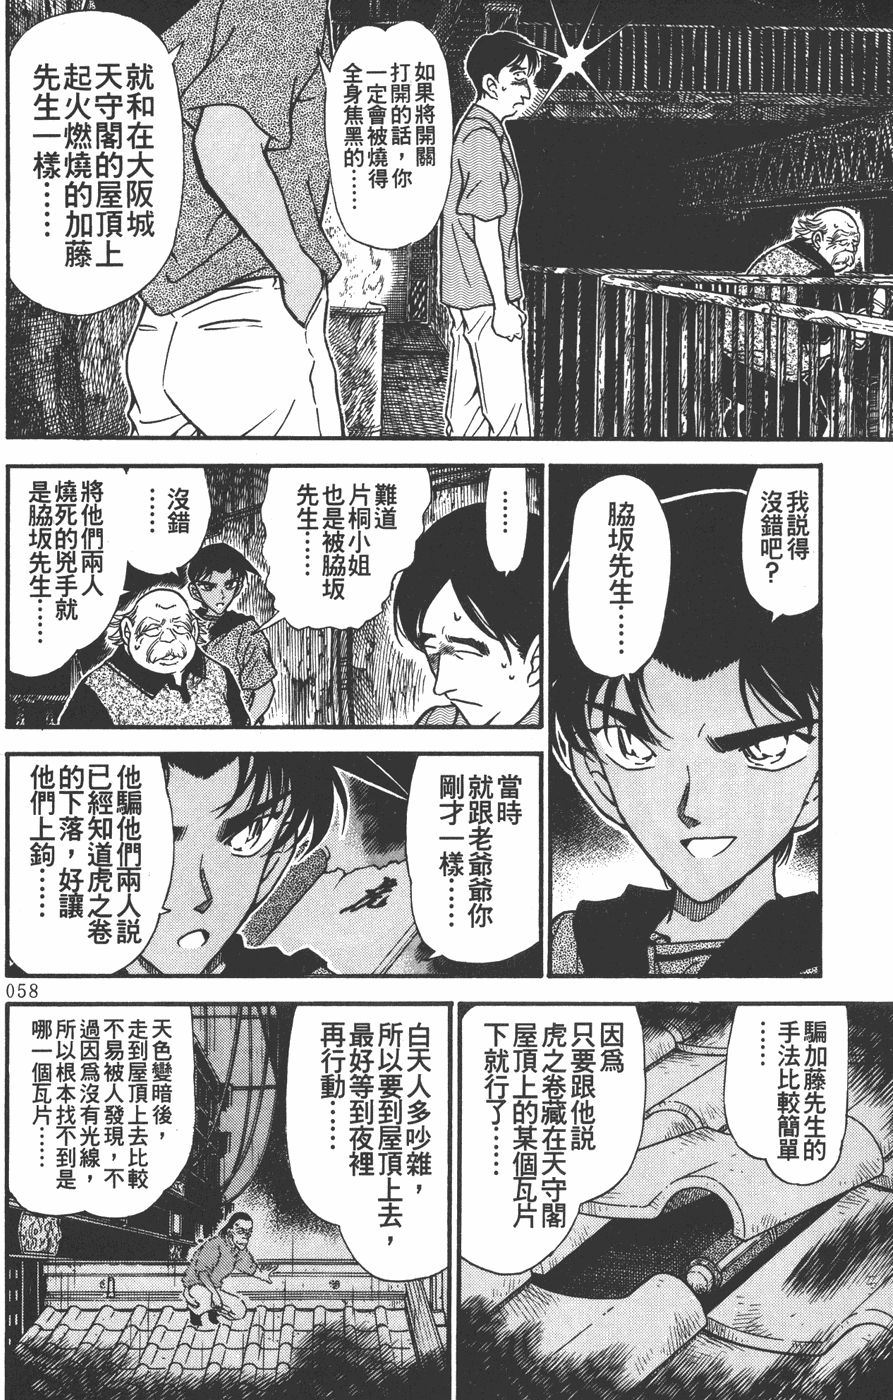 如果將開關
打開的話，你
一定會被燒得
全身焦黑的……
就和在大阪城
天守閣的屋頂上
起火燃燒的加藤
先生一樣……
我説得
沒錯吧？
脇坂先生……
……
難道
片桐小姐
也是被脇坂
先生……
沒錯
……
將他們兩人
燒死的兇手就
是脇坂先生……
當時
就跟老爺爺你
剛才一樣……
虎
他騙他們兩人説
已經知道虎之卷
的下落，好讓
他們上鉤……
058
騙加藤先生的
手法比較簡單
……
因為
只要跟他説
虎之卷藏在天守閣
屋頂上的某個瓦片
下就行了……
白天人多吵雜，
所以要到屋頂上去，
最好等到夜裡
再行動……
天色變暗後，
走到屋頂上去比較
不易被人發現，不
過因為沒有光線，
所以根本找不到是
哪一個瓦片……